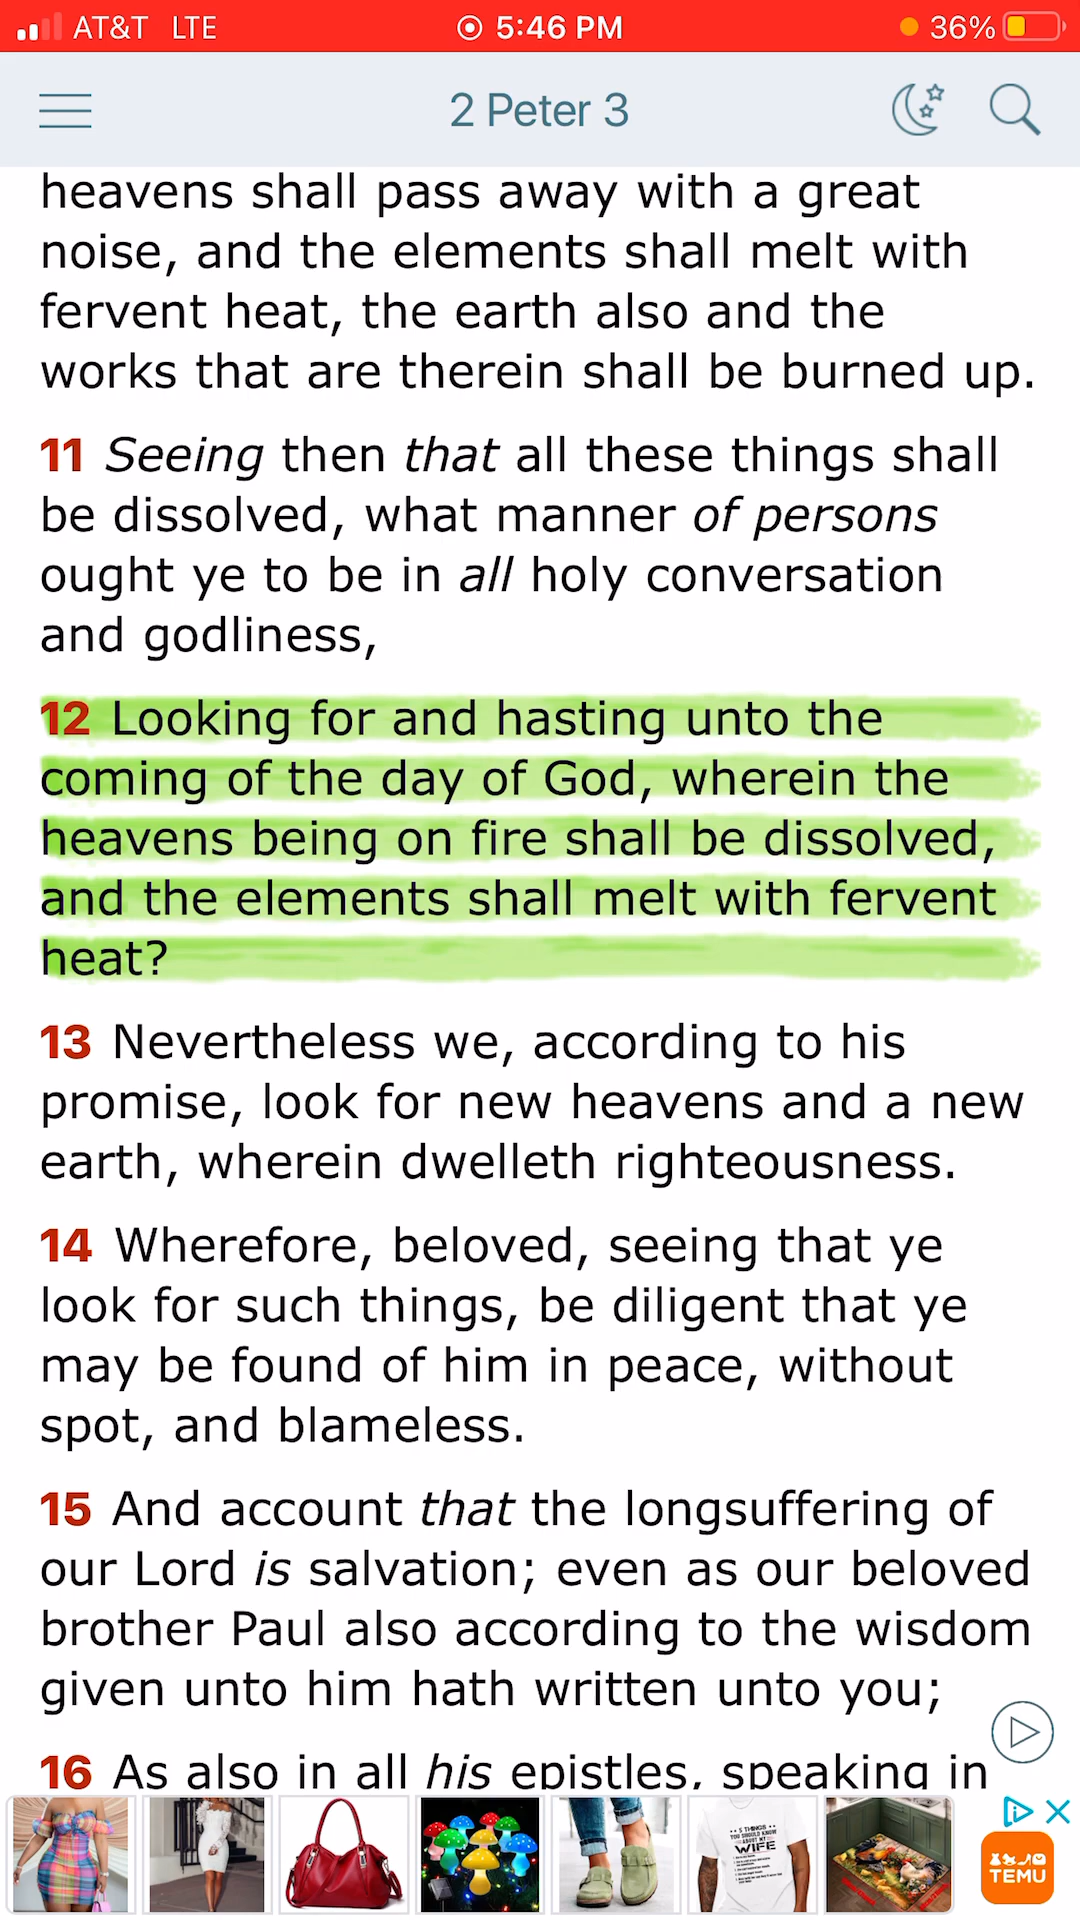 AT&T LTE 5:46 PM 36%
2 Peter 3
heavens shall pass away with a great
noise, and the elements shall melt with
fervent heat, the earth also and the
works that are therein shall be burned up.
11 Seeing then that all these things shall
be dissolved, what manner of persons
ought ye to be in all holy conversation
and godliness,
12 Looking for and hasting unto the
coming of the day of God, wherein the
heavens being on fire shall be dissolved,
and the elements shall melt with fervent
heat?
13 Nevertheless we, according to his
promise, look for new heavens and a new
earth, wherein dwelleth righteousness.
14 Wherefore, beloved, seeing that ye
look for such things, be diligent that ye
may be found of him in peace, without
spot, and blameless.
15 And account that the longsuffering of
our Lord is salvation; even as our beloved
brother Paul also according to the wisdom
given unto him hath written unto you;
16 As also in all his epistles, speaking in
5 THINGS
YOU SHOULD KNOW
ABOUT MY
WIFE
TEMU